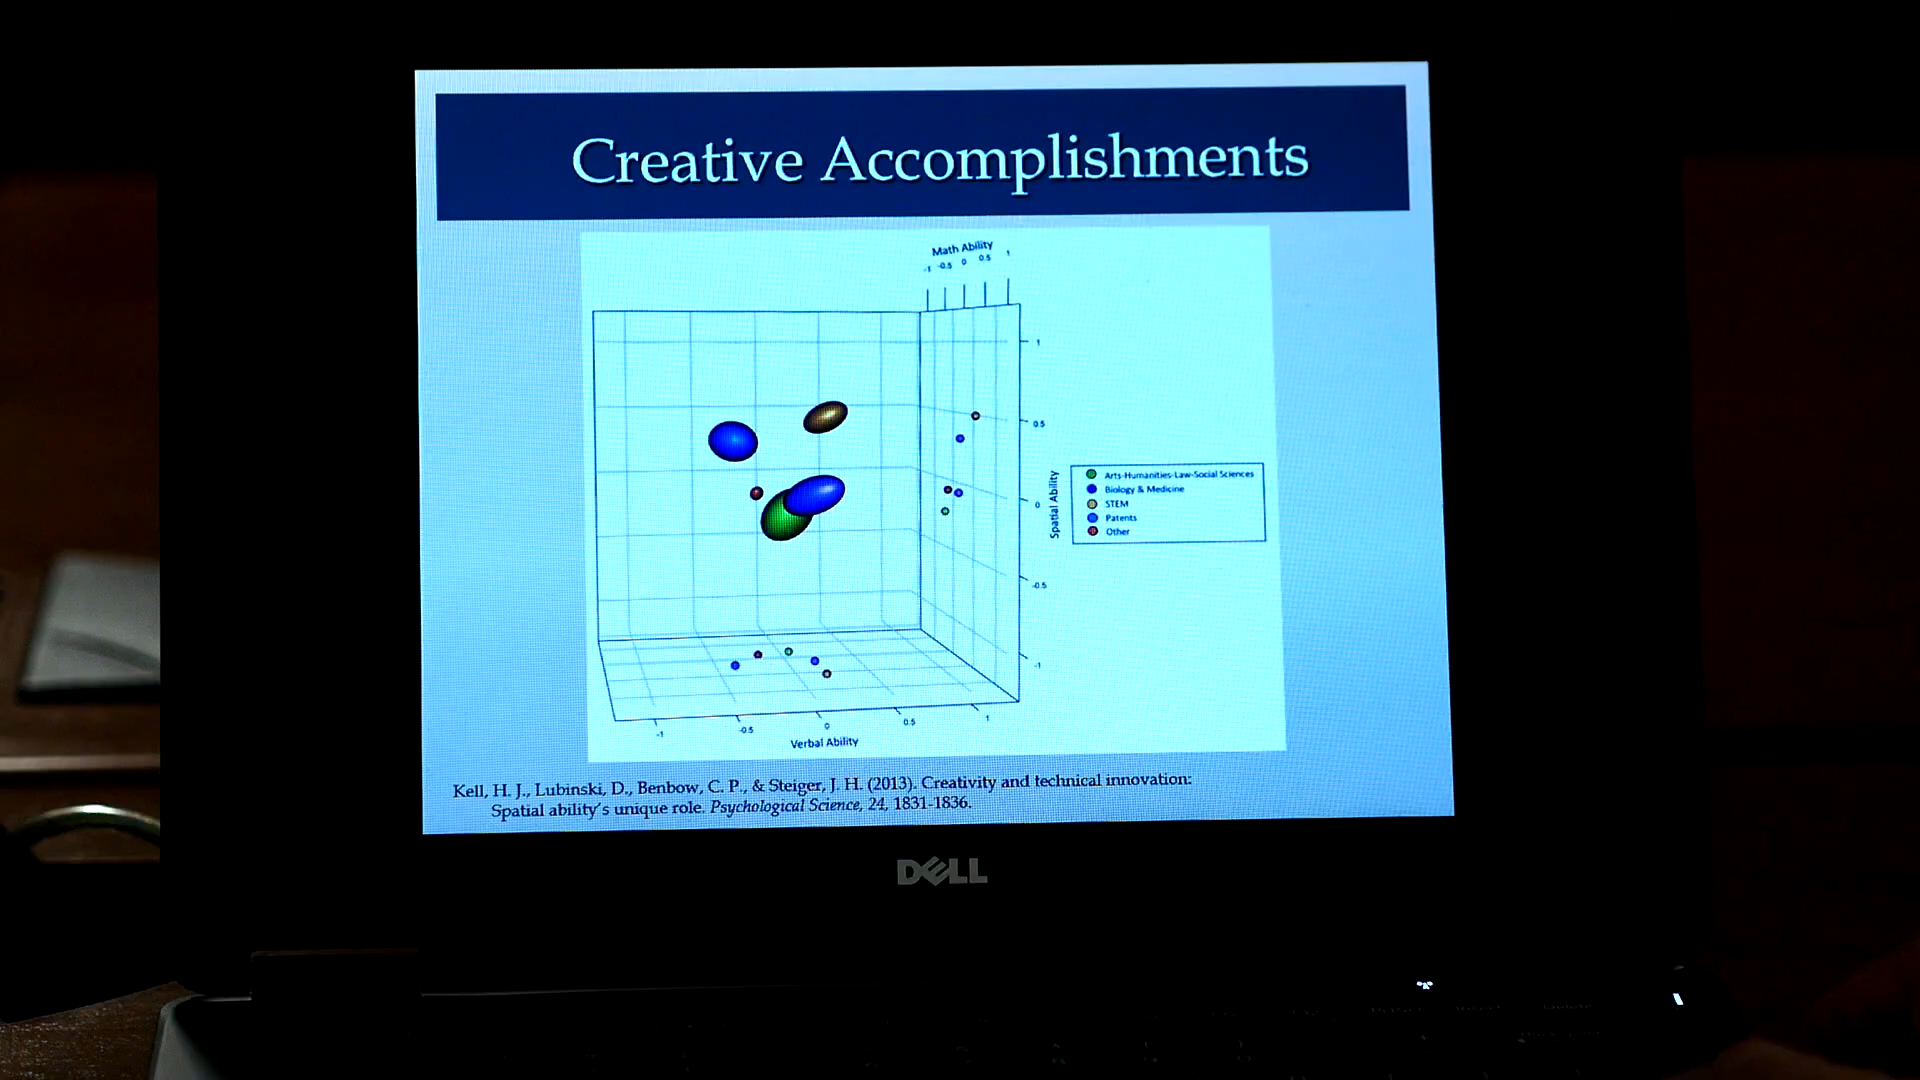 Creative Accomplishments
Math Ability
-1 -0.5 0 0.5 1
1
0.5
0
-0.5
-1
Spatial Ability
Arts-Humanities-Law-Social Sciences
Biology & Medicine
STEM
Patents
Other
-1 -0.5 0 0.5 1
Verbal Ability
Kell, H. J., Lubinski, D., Benbow, C. P., & Steiger, J. H. (2013). Creativity and technical innovation:
Spatial ability's unique role. Psychological Science, 24, 1831-1836.
DELL